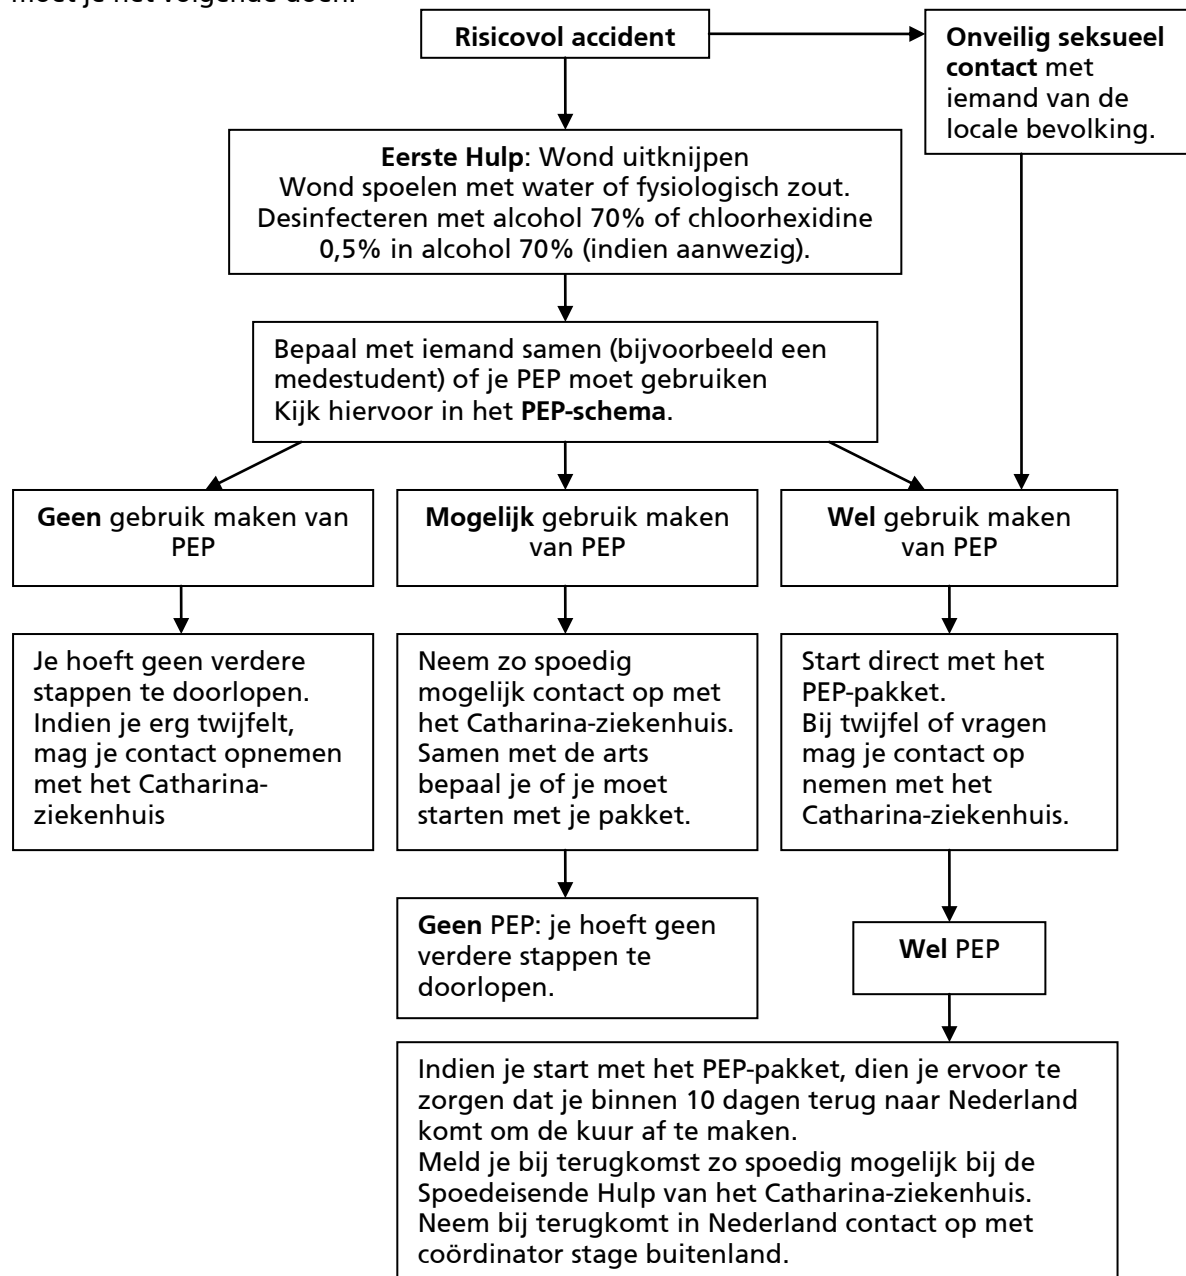 moet je het volgende doen:
Risicovol accident
Onveilig seksueel
contact met
iemand van de
locale bevolking.
Eerste Hulp: Wond uitknijpen
Wond spoelen met water of fysiologisch zout.
Desinfecteren met alcohol 70% of chloorhexidine
0,5% in alcohol 70% (indien aanwezig).
Bepaal met iemand samen (bijvoorbeeld een
medestudent) of je PEP moet gebruiken
Kijk hiervoor in het PEP-schema.
Geen gebruik maken van
PEP
Mogelijk gebruik maken
van PEP
Wel gebruik maken
van PEP
Je hoeft geen verdere
stappen te doorlopen.
Indien je erg twijfelt,
mag je contact opnemen
met het Catharina-
ziekenhuis
Neem zo spoedig
mogelijk contact op met
het Catharina-ziekenhuis.
Samen met de arts
bepaal je of je moet
starten met je pakket.
Start direct met het
PEP-pakket.
Bij twijfel of vragen
mag je contact op
nemen met het
Catharina-ziekenhuis.
Geen PEP: je hoeft geen
verdere stappen te
doorlopen.
Wel PEP
Indien je start met het PEP-pakket, dien je ervoor te
zorgen dat je binnen 10 dagen terug naar Nederland
komt om de kuur af te maken.
Meld je bij terugkomst zo spoedig mogelijk bij de
Spoedeisende Hulp van het Catharina-ziekenhuis.
Neem bij terugkomt in Nederland contact op met
coördinator stage buitenland.